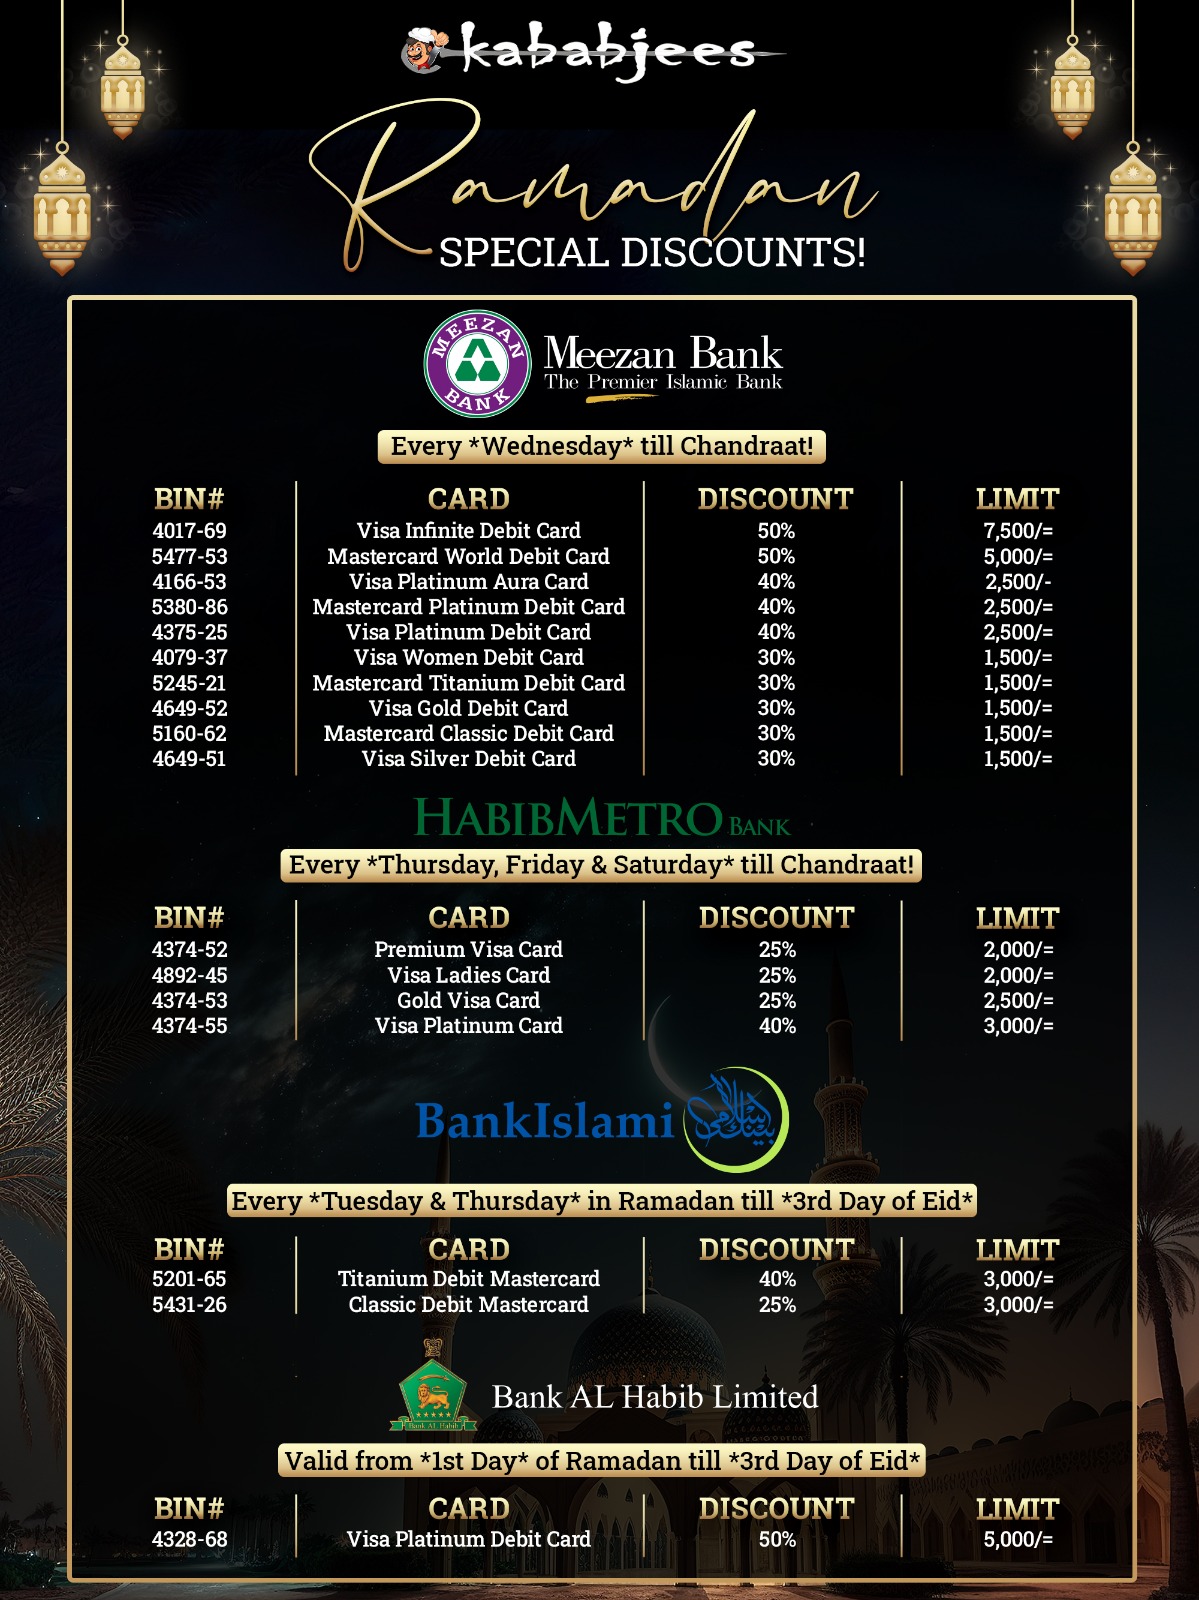 kababjees
Ramadan
SPECIAL DISCOUNTS!
MEEZAN BANK
Meezan Bank
The Premier Islamic Bank
Every *Wednesday* till Chandraat!
BIN# CARD DISCOUNT LIMIT
4017-69 Visa Infinite Debit Card 50% 7,500/=
5477-53 Mastercard World Debit Card 50% 5,000/=
4166-53 Visa Platinum Aura Card 40% 2,500/-
5380-86 Mastercard Platinum Debit Card 40% 2,500/=
4375-25 Visa Platinum Debit Card 40% 2,500/=
4079-37 Visa Women Debit Card 30% 1,500/=
5245-21 Mastercard Titanium Debit Card 30% 1,500/=
4649-52 Visa Gold Debit Card 30% 1,500/=
5160-62 Mastercard Classic Debit Card 30% 1,500/=
4649-51 Visa Silver Debit Card 30% 1,500/=
HABIBMETRO BANK
Every *Thursday, Friday & Saturday* till Chandraat!
BIN# CARD DISCOUNT LIMIT
4374-52 Premium Visa Card 25% 2,000/=
4892-45 Visa Ladies Card 25% 2,000/=
4374-53 Gold Visa Card 25% 2,500/=
4374-55 Visa Platinum Card 40% 3,000/=
BankIslami بینک اسلامی
Every *Tuesday & Thursday* in Ramadan till *3rd Day of Eid*
BIN# CARD DISCOUNT LIMIT
5201-65 Titanium Debit Mastercard 40% 3,000/=
5431-26 Classic Debit Mastercard 25% 3,000/=
Bank AL Habib
Bank AL Habib Limited
Valid from *1st Day* of Ramadan till *3rd Day of Eid*
BIN# CARD DISCOUNT LIMIT
4328-68 Visa Platinum Debit Card 50% 5,000/=